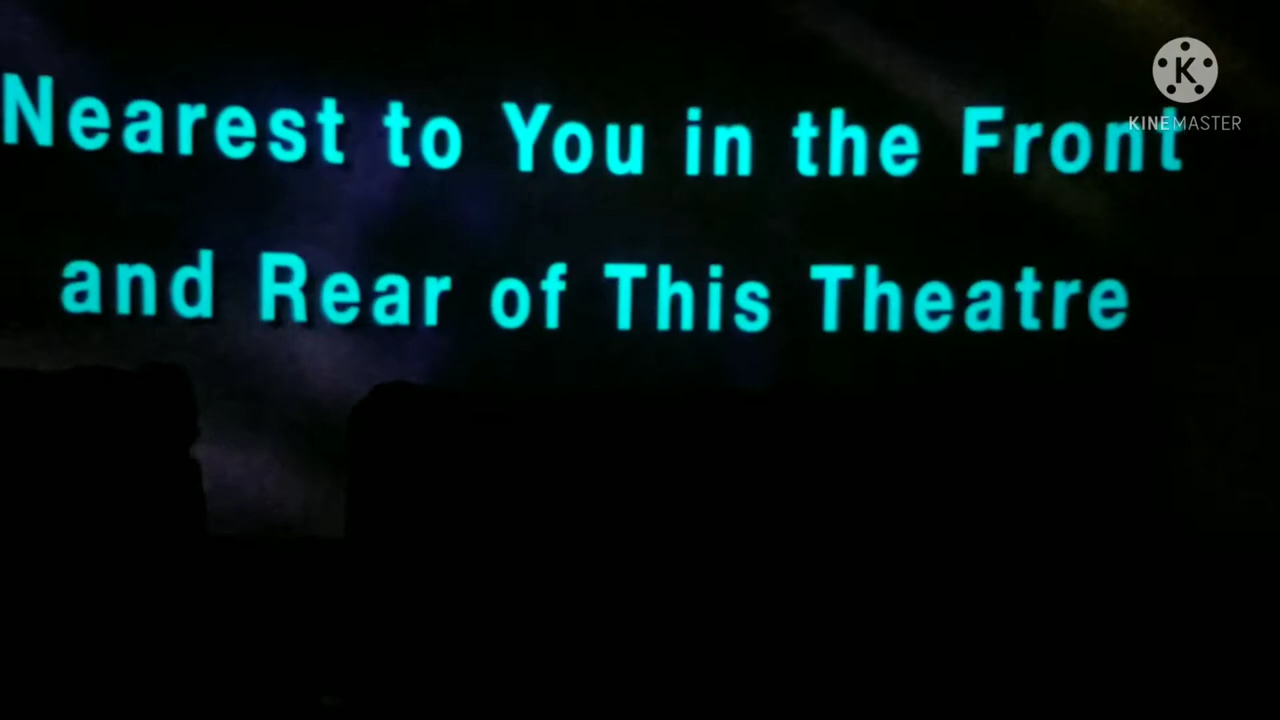 Nearest to You in the Front
and Rear of This Theatre
K
KINEMASTER